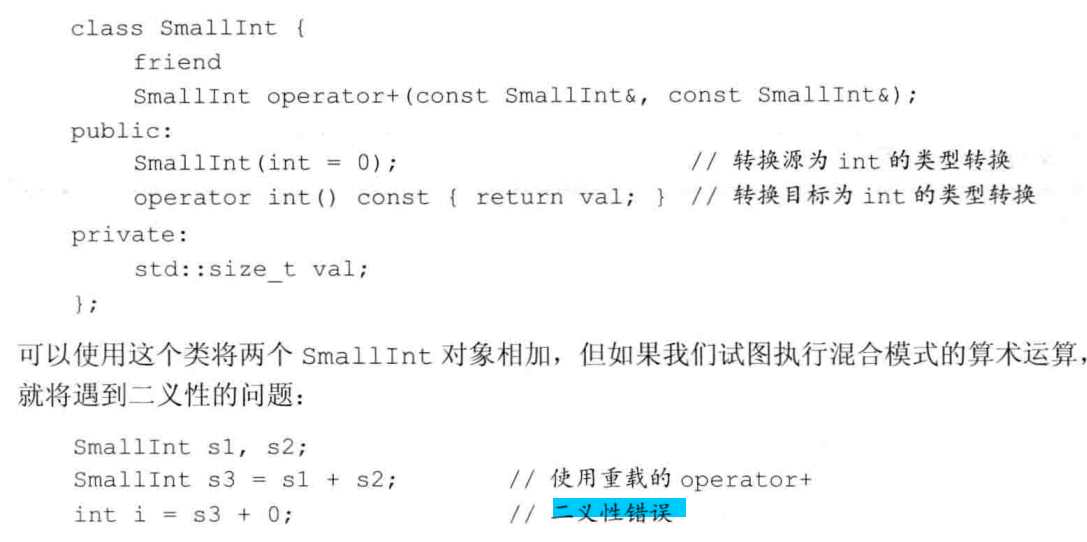 class SmallInt {
    friend
    SmallInt operator+(const SmallInt&, const SmallInt&);
public:
    SmallInt(int = 0);                    // 转换源为 int 的类型转换
    operator int() const { return val; }  // 转换目标为 int 的类型转换
private:
    std::size_t val;
};
可以使用这个类将两个 SmallInt 对象相加，但如果我们试图执行混合模式的算术运算，
就将遇到二义性的问题：
SmallInt s1, s2;
SmallInt s3 = s1 + s2;        // 使用重载的 operator+
int i = s3 + 0;               // 二义性错误